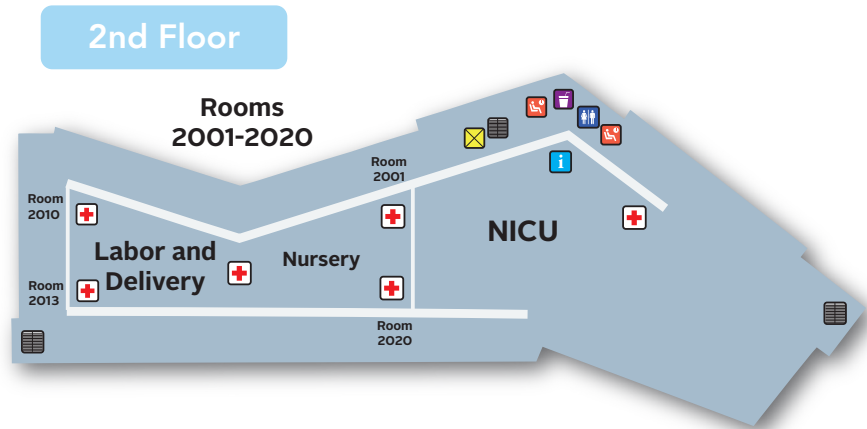 2nd Floor
Rooms
2001-2020
Room
2001
Room
2010
Labor and
Delivery
Nursery
NICU
i
Room
2013
Room
2020